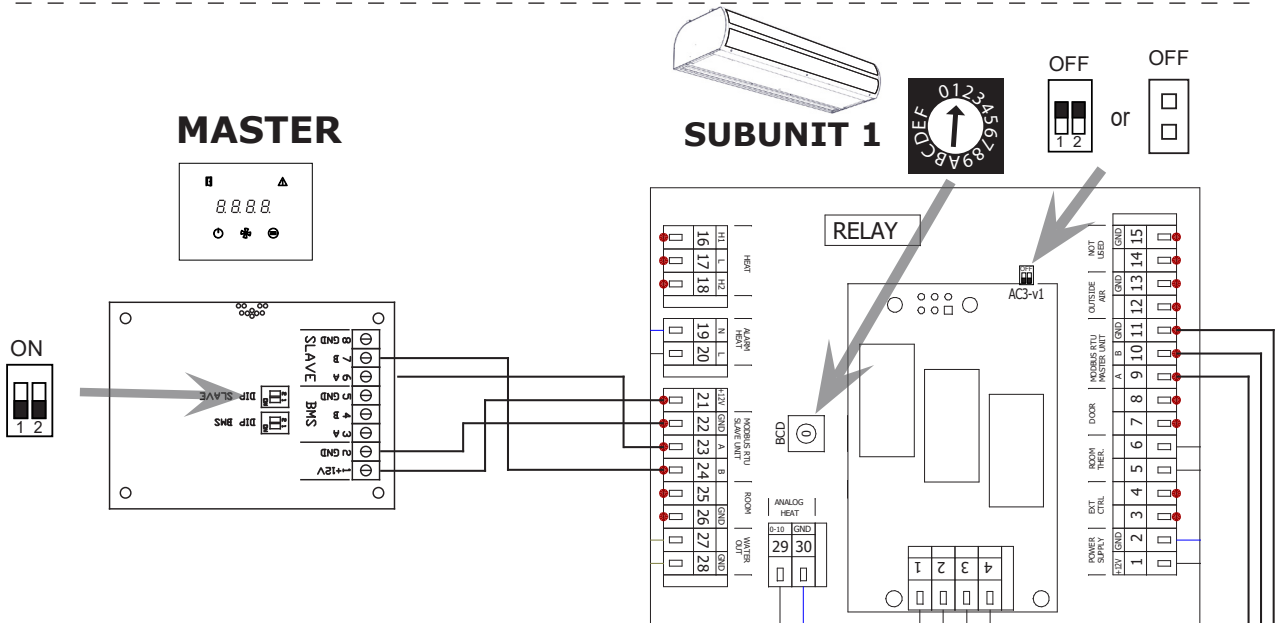 OFF
OFF
or
1 2
MASTER
SUBUNIT 1
0123456789ABCDEF
8.8.8.8.
ON
1 2
8 GND
7 B
6 A
SLAVE
5 GND
4 B
3 A
BMS
2 GND
1 +12V
DIP SLAVE
DIP BMS
RELAY
OFF
AC3-v1
16 H1
17 L
18 H2
HEAT
19 N
20 L
ALARM
HEAT
21 +12V
22 GND
23 A
24 B
MODBUS RTU
SLAVE UNIT
25
26 GND
ROOM
27
28 GND
WATER
OUT
BCD
0
ANALOG
HEAT
0-10 GND
29 30
1 2 3 4
NOT
USED
GND 15
14
OUTSIDE
AIR
GND 13
12
MODBUS RTU
MASTER UNIT
GND 11
B 10
A 9
DOOR
8
7
ROOM
THER.
6
5
EXT
CTRL
4
3
POWER
SUPPLY
GND 2
+12V 1